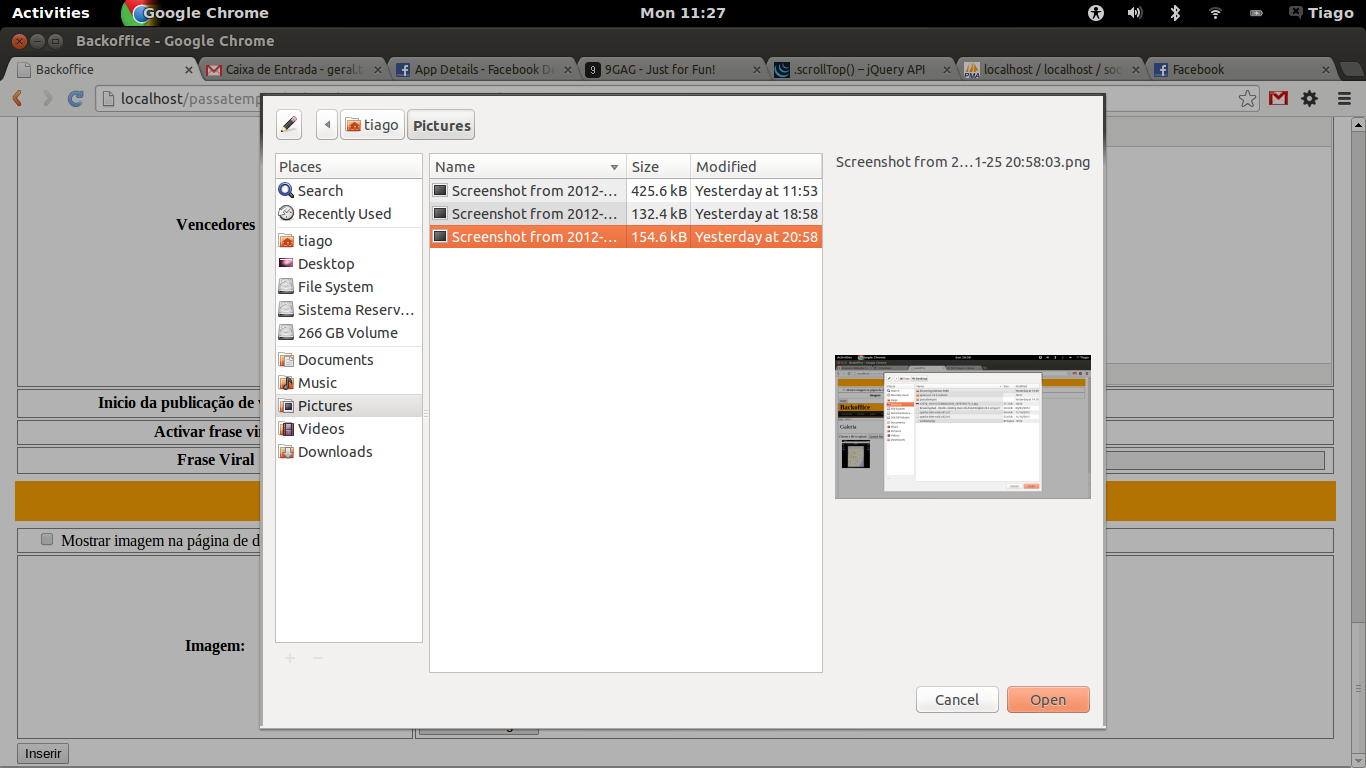 Activities Google Chrome Mon 11:27 Tiago
Backoffice - Google Chrome
Backoffice Caixa de Entrada - geral.t App Details - Facebook De 9GAG - Just for Fun! .scrollTop() – jQuery API localhost / localhost / soc Facebook
localhost/passatemp
tiago Pictures
Places
Search
Recently Used
tiago
Desktop
File System
Sistema Reserv…
266 GB Volume
Documents
Music
Pictures
Videos
Downloads
Name Size Modified
Screenshot from 2012-… 425.6 kB Yesterday at 11:53
Screenshot from 2012-… 132.4 kB Yesterday at 18:58
Screenshot from 2012-… 154.6 kB Yesterday at 20:58
Screenshot from 2…1-25 20:58:03.png
Backoffice
Galeria
Cancel Open
Vencedores
Inicio da publicação de
Activar frase vi
Frase Viral
Mostrar imagem na página de d
Imagem:
Inserir